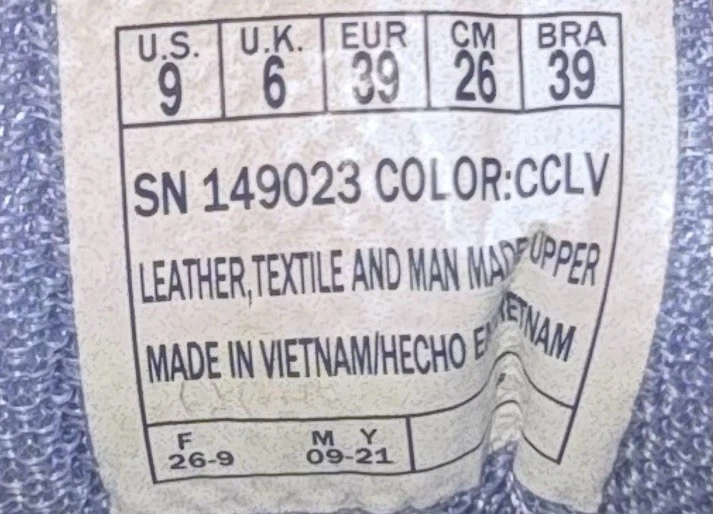 U.S. U.K. EUR CM BRA
9 6 39 26 39
SN 149023 COLOR:CCLV
LEATHER,TEXTILE AND MAN MADE UPPER
MADE IN VIETNAM/HECHO EN VIETNAM
F M Y
26-9 09-21